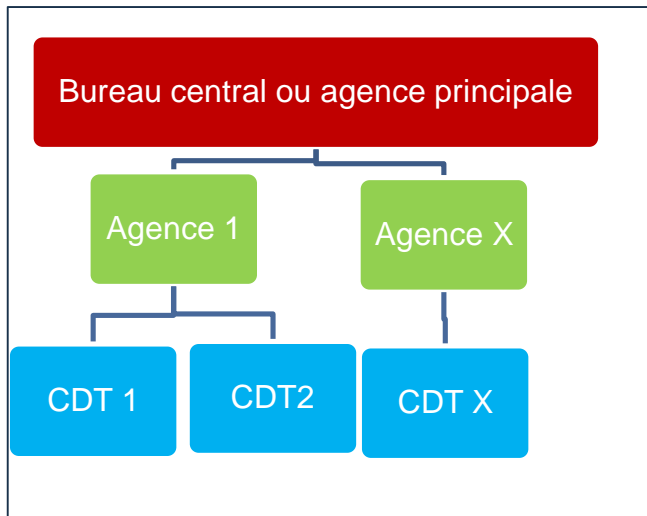 Bureau central ou agence principale
Agence 1
Agence X
CDT 1
CDT2
CDT X